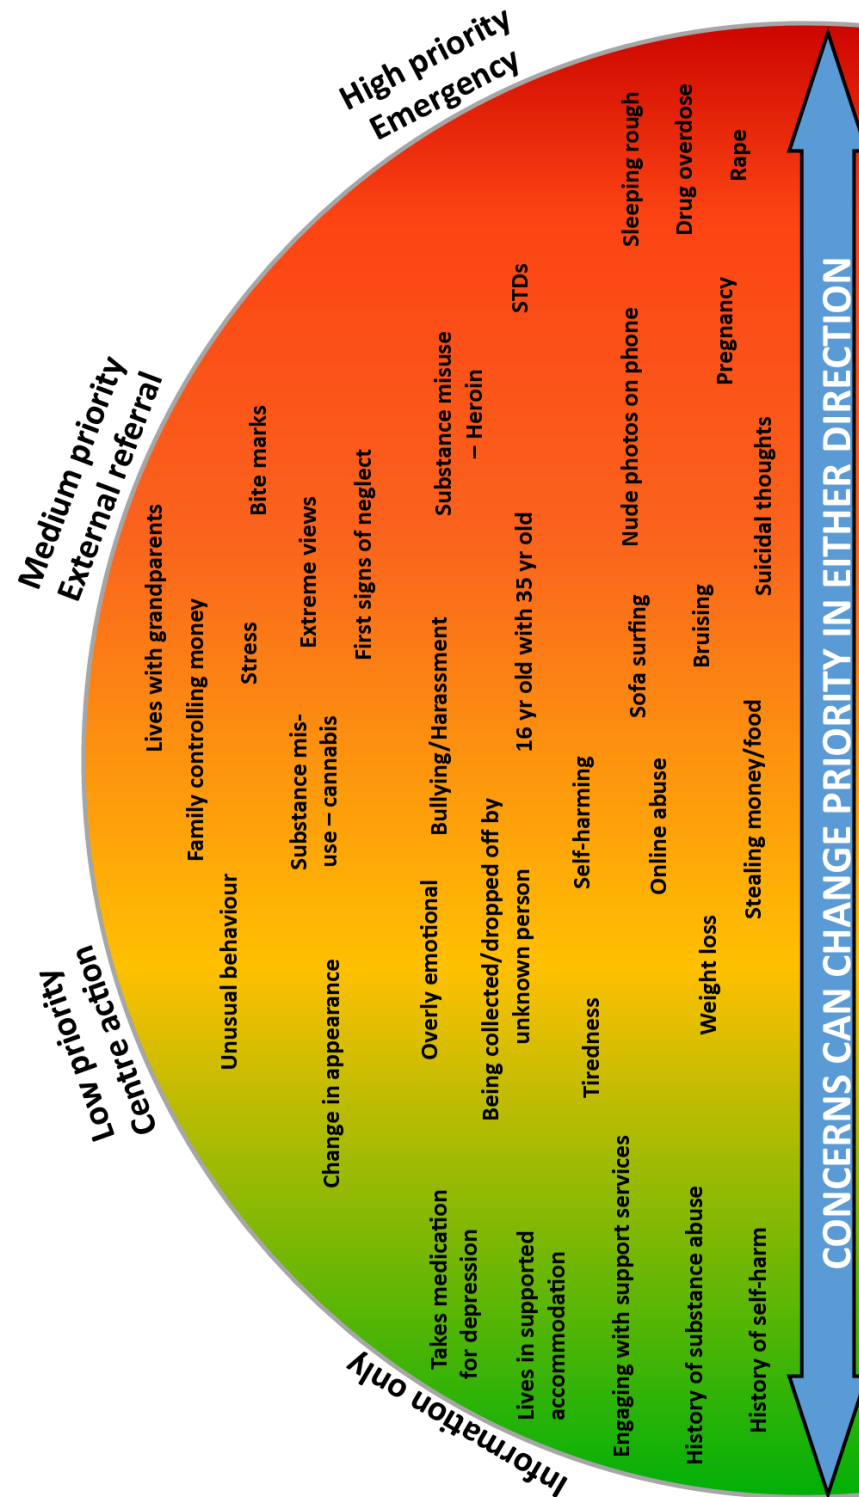 Information only
Low priority
Centre action
Medium priority
External referral
High priority
Emergency
Lives with grandparents
Family controlling money
Unusual behaviour
Stress
Bite marks
Substance mis-
use – cannabis
Extreme views
Change in appearance
First signs of neglect
Takes medication
for depression
Overly emotional
Bullying/Harassment
Substance misuse
– Heroin
Being collected/dropped off by
unknown person
Lives in supported
accommodation
16 yr old with 35 yr old
STDs
Tiredness
Self-harming
Engaging with support services
Sofa surfing
Nude photos on phone
Sleeping rough
Online abuse
History of substance abuse
Weight loss
Bruising
Drug overdose
Pregnancy
Rape
History of self-harm
Stealing money/food
Suicidal thoughts
CONCERNS CAN CHANGE PRIORITY IN EITHER DIRECTION